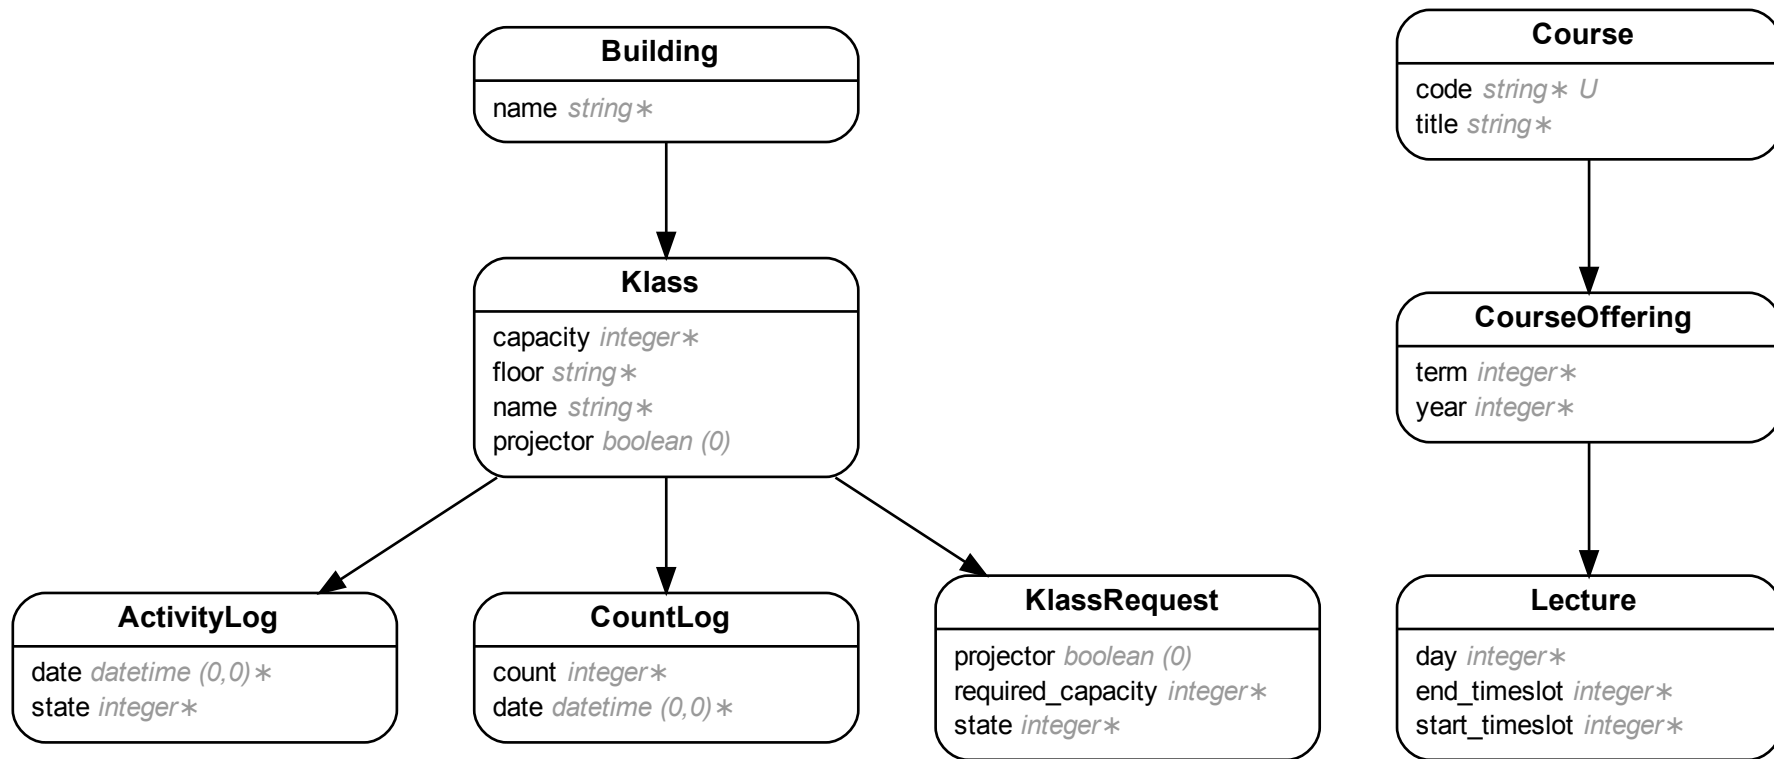 Building
name string*
Course
code string* U
title string*
Klass
capacity integer*
floor string*
name string*
projector boolean (0)
CourseOffering
term integer*
year integer*
ActivityLog
date datetime (0,0)*
state integer*
CountLog
count integer*
date datetime (0,0)*
KlassRequest
projector boolean (0)
required_capacity integer*
state integer*
Lecture
day integer*
end_timeslot integer*
start_timeslot integer*